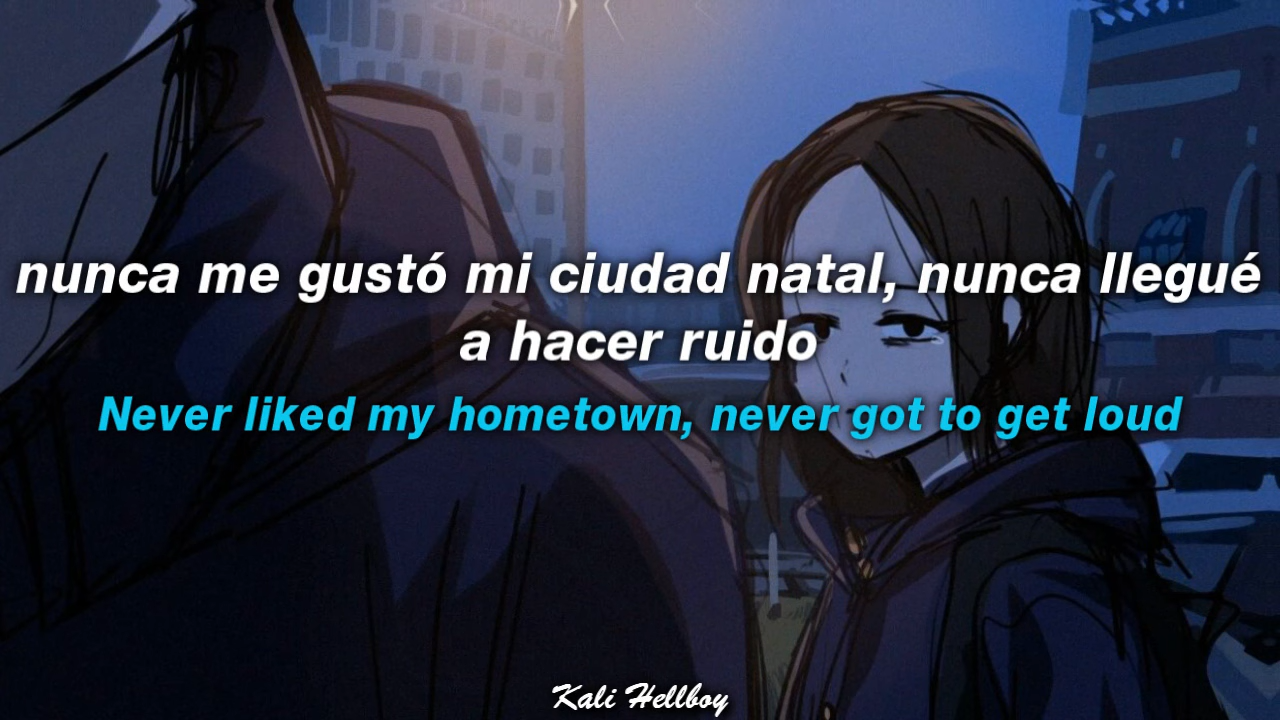 nunca me gustó mi ciudad natal, nunca llegué
a hacer ruido
Never liked my hometown, never got to get loud
Kali Hellboy